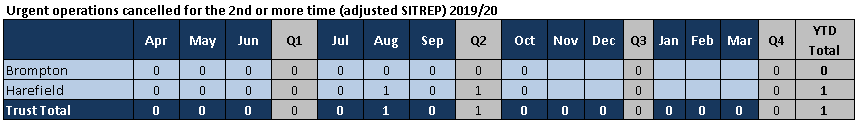 Urgent operations cancelled for the 2nd or more time (adjusted SITREP) 2019/20
Apr May Jun Q1 Jul Aug Sep Q2 Oct Nov Dec Q3 Jan Feb Mar Q4 YTD Total
Brompton 0 0 0 0 0 0 0 0 0 0 0 0
Harefield 0 0 0 0 0 1 0 1 0 0 0 1
Trust Total 0 0 0 0 0 1 0 1 0 0 0 0 0 0 0 0 1